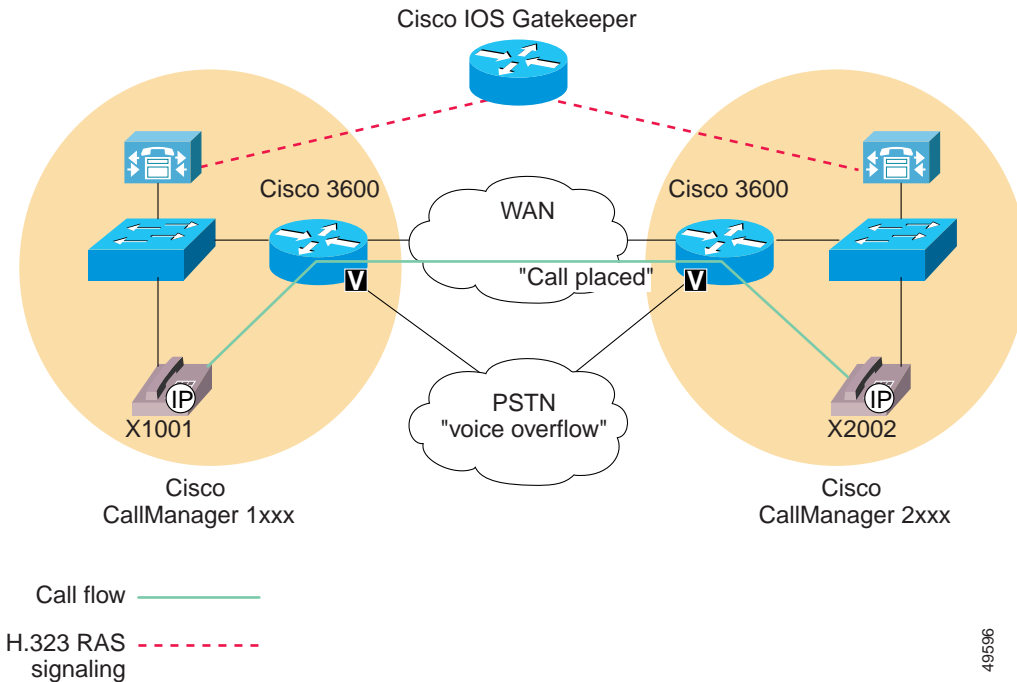 Cisco IOS Gatekeeper
Cisco 3600
Cisco 3600
WAN
"Call placed"
V
V
IP
X1001
PSTN
"voice overflow"
IP
X2002
Cisco
CallManager 1xxx
Cisco
CallManager 2xxx
Call flow
H.323 RAS
signaling
49596